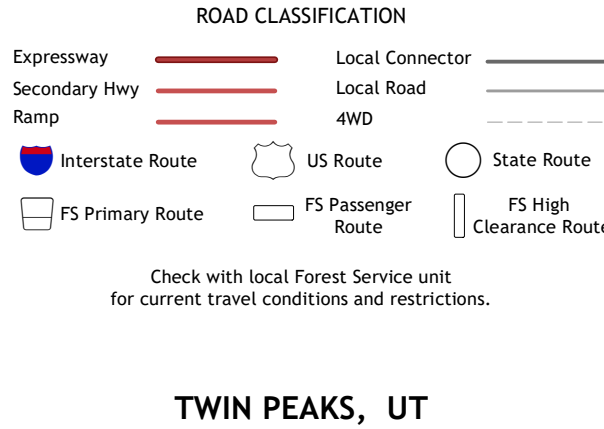 ROAD CLASSIFICATION
Expressway
Local Connector
Secondary Hwy
Local Road
Ramp
4WD
Interstate Route
US Route
State Route
FS Primary Route
FS Passenger
Route
FS High
Clearance Route
Check with local Forest Service unit
for current travel conditions and restrictions.
TWIN PEAKS, UT